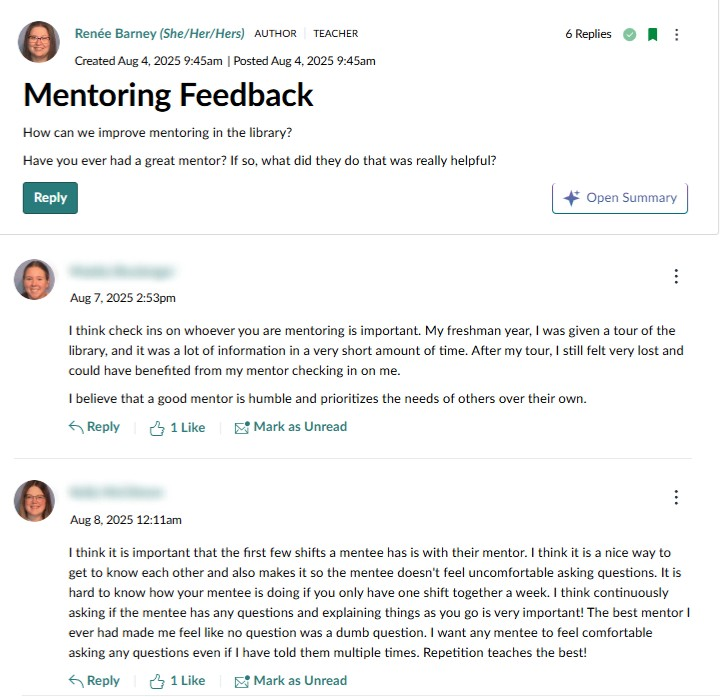 Renée Barney (She/Her/Hers) AUTHOR TEACHER 6 Replies
Created Aug 4, 2025 9:45am | Posted Aug 4, 2025 9:45am
Mentoring Feedback
How can we improve mentoring in the library?
Have you ever had a great mentor? If so, what did they do that was really helpful?
Reply Open Summary
Aug 7, 2025 2:53pm
I think check ins on whoever you are mentoring is important. My freshman year, I was given a tour of the
library, and it was a lot of information in a very short amount of time. After my tour, I still felt very lost and
could have benefited from my mentor checking in on me.
I believe that a good mentor is humble and prioritizes the needs of others over their own.
Reply 1 Like Mark as Unread
Aug 8, 2025 12:11am
I think it is important that the first few shifts a mentee has is with their mentor. I think it is a nice way to
get to know each other and also makes it so the mentee doesn't feel uncomfortable asking questions. It is
hard to know how your mentee is doing if you only have one shift together a week. I think continuously
asking if the mentee has any questions and explaining things as you go is very important! The best mentor I
ever had made me feel like no question was a dumb question. I want any mentee to feel comfortable
asking any questions even if I have told them multiple times. Repetition teaches the best!
Reply 1 Like Mark as Unread